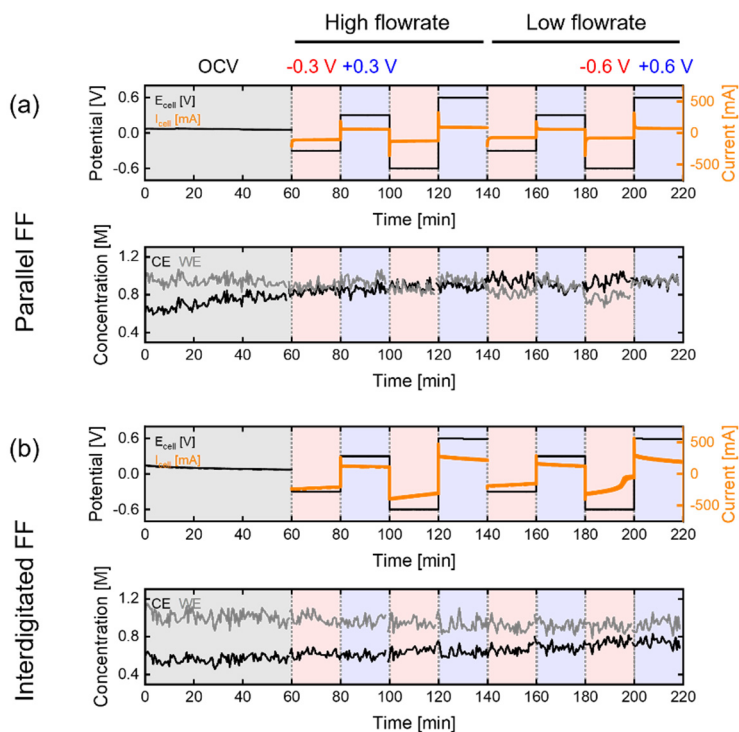 High flowrate Low flowrate
OCV -0.3 V +0.3 V -0.6 V +0.6 V
(a)
Parallel FF
Potential [V]
0.6
0.0
-0.6
E_cell [V]
I_cell [mA]
500
0
-500
Current [mA]
0 20 40 60 80 100 120 140 160 180 200 220
Time [min]
Concentration [M]
1.2
0.8
0.4
CE WE
0 20 40 60 80 100 120 140 160 180 200 220
Time [min]
(b)
Interdigitated FF
Potential [V]
0.6
0.0
-0.6
E_cell [V]
I_cell [mA]
500
0
-500
Current [mA]
0 20 40 60 80 100 120 140 160 180 200 220
Time [min]
Concentration [M]
1.2
0.8
0.4
CE WE
0 20 40 60 80 100 120 140 160 180 200 220
Time [min]